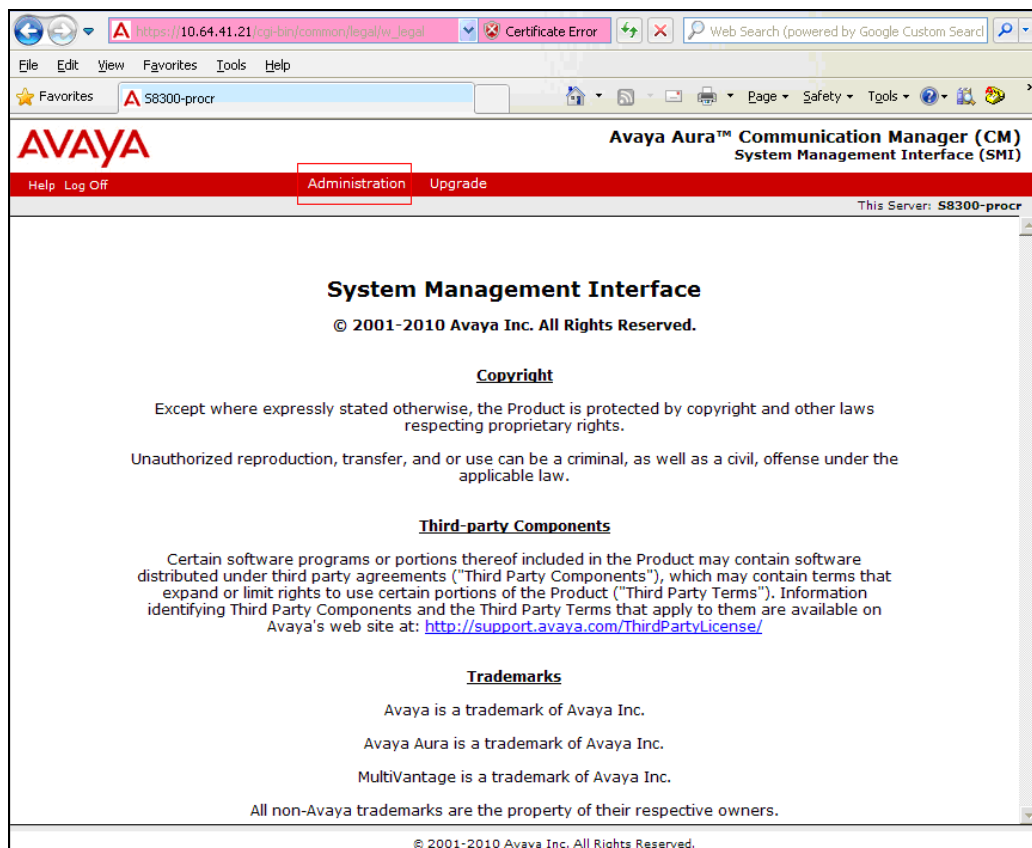 https://10.64.41.21/cgi-bin/common/legal/w_legal Certificate Error Web Search (powered by Google Custom Searcl
File Edit View Favorites Tools Help
Favorites S8300-procr Page Safety Tools
AVAYA
Avaya Aura™ Communication Manager (CM)
System Management Interface (SMI)
Help Log Off Administration Upgrade
This Server: S8300-procr
System Management Interface
© 2001-2010 Avaya Inc. All Rights Reserved.
Copyright
Except where expressly stated otherwise, the Product is protected by copyright and other laws
respecting proprietary rights.
Unauthorized reproduction, transfer, and or use can be a criminal, as well as a civil, offense under the
applicable law.
Third-party Components
Certain software programs or portions thereof included in the Product may contain software
distributed under third party agreements ("Third Party Components"), which may contain terms that
expand or limit rights to use certain portions of the Product ("Third Party Terms"). Information
identifying Third Party Components and the Third Party Terms that apply to them are available on
Avaya's web site at: http://support.avaya.com/ThirdPartyLicense/
Trademarks
Avaya is a trademark of Avaya Inc.
Avaya Aura is a trademark of Avaya Inc.
MultiVantage is a trademark of Avaya Inc.
All non-Avaya trademarks are the property of their respective owners.
© 2001-2010 Avaya Inc. All Rights Reserved.